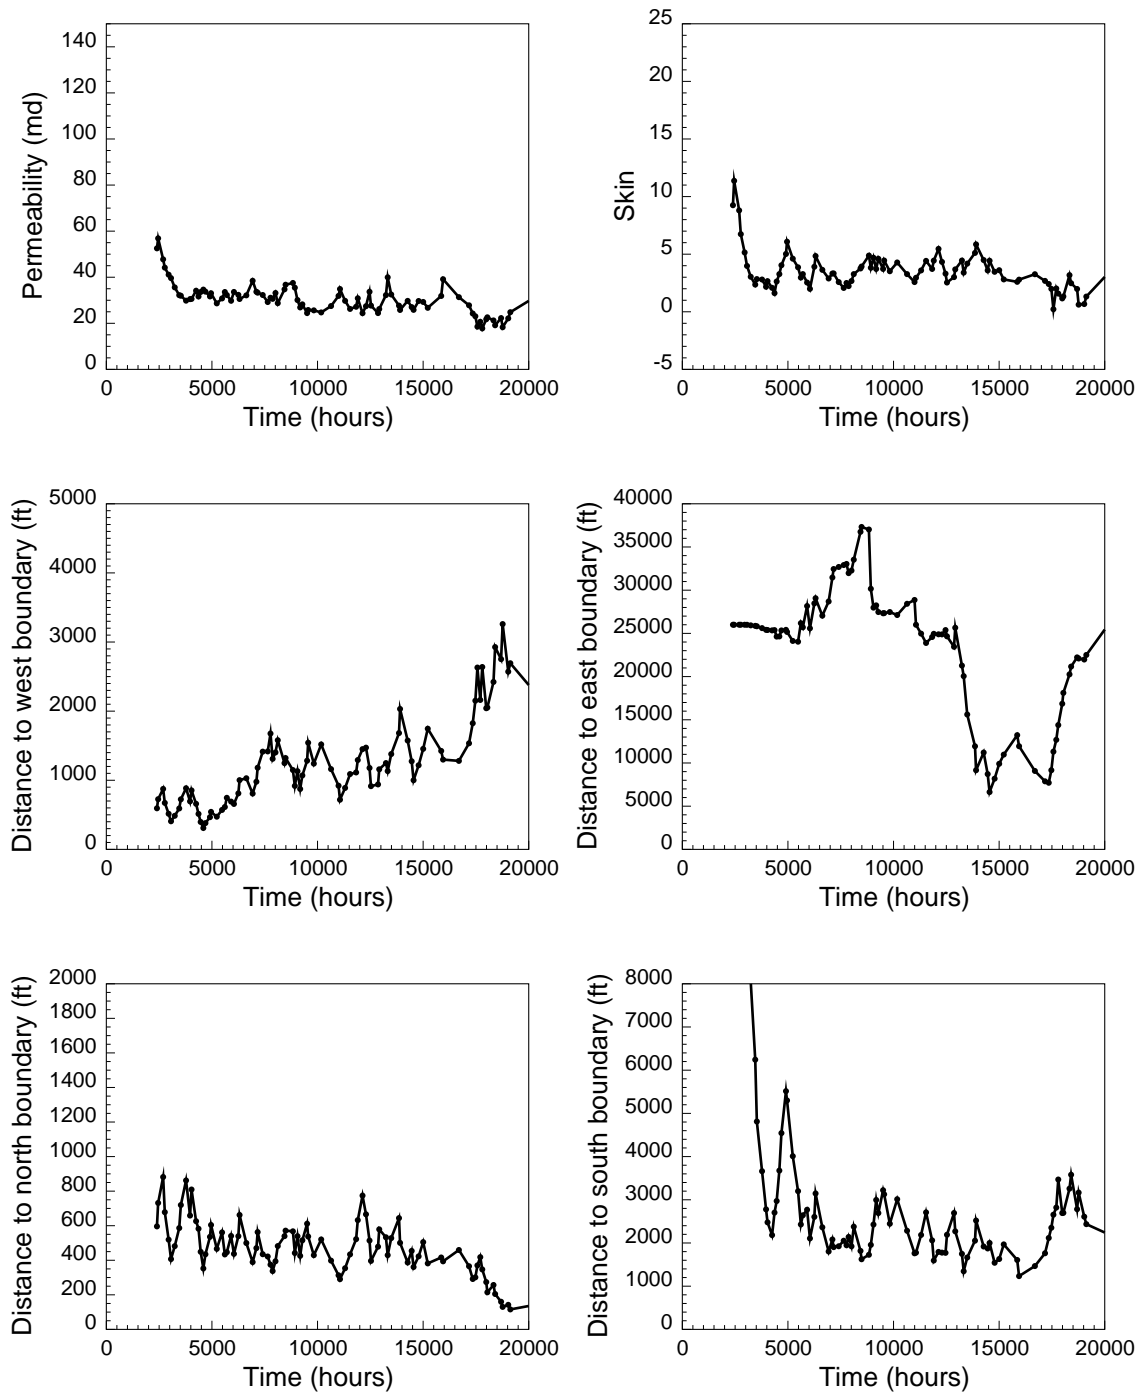 140
120
100
80
60
40
20
0
Permeability (md)
0 5000 10000 15000 20000
Time (hours)
25
20
15
10
5
0
-5
Skin
0 5000 10000 15000 20000
Time (hours)
5000
4000
3000
2000
1000
0
Distance to west boundary (ft)
0 5000 10000 15000 20000
Time (hours)
40000
35000
30000
25000
20000
15000
10000
5000
0
Distance to east boundary (ft)
0 5000 10000 15000 20000
Time (hours)
2000
1800
1600
1400
1200
1000
800
600
400
200
0
Distance to north boundary (ft)
0 5000 10000 15000 20000
Time (hours)
8000
7000
6000
5000
4000
3000
2000
1000
0
Distance to south boundary (ft)
0 5000 10000 15000 20000
Time (hours)